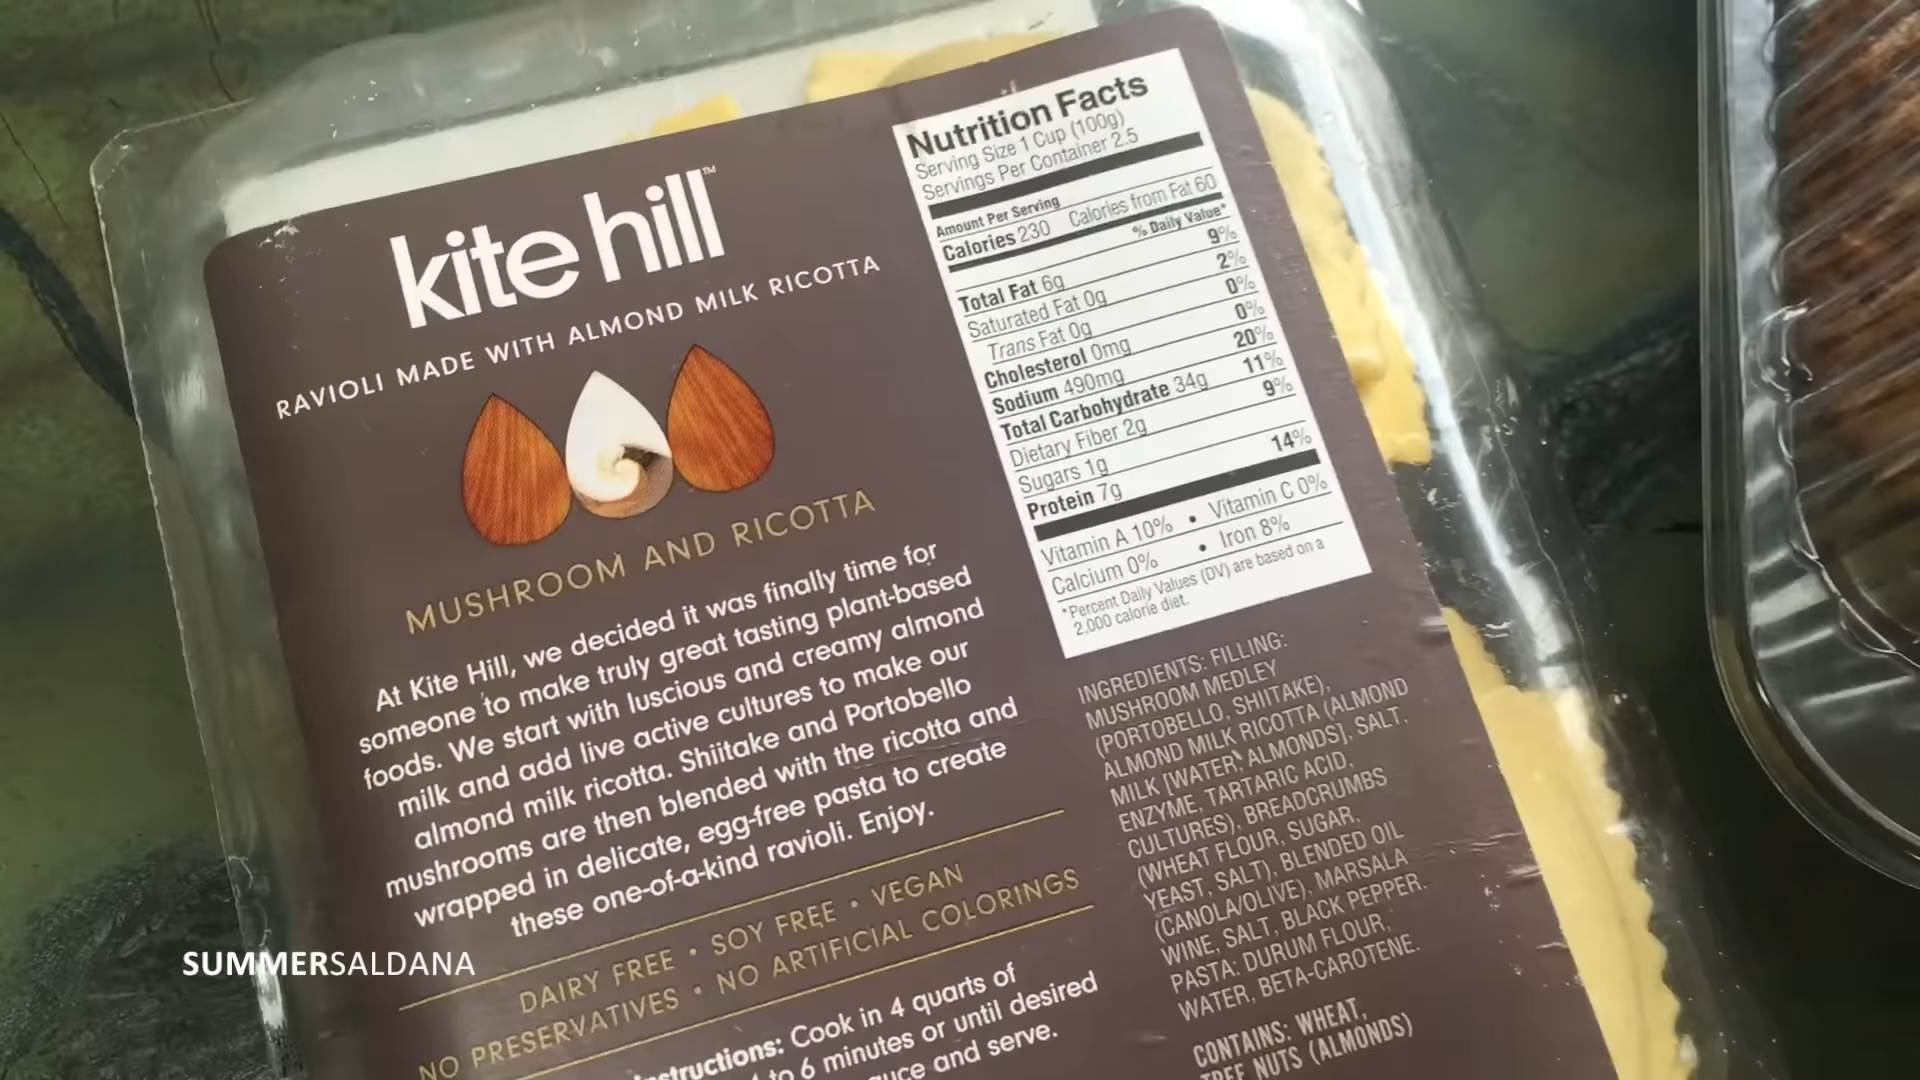 kite hill™
RAVIOLI MADE WITH ALMOND MILK RICOTTA
MUSHROOM AND RICOTTA
At Kite Hill, we decided it was finally time for
someone to make truly great tasting plant-based
foods. We start with luscious and creamy almond
milk and add live active cultures to make our
almond milk ricotta. Shiitake and Portobello
mushrooms are then blended with the ricotta and
wrapped in delicate, egg-free pasta to create
these one-of-a-kind ravioli. Enjoy.
DAIRY FREE • SOY FREE • VEGAN
NO PRESERVATIVES • NO ARTIFICIAL COLORINGS
Cook in 4 quarts of
to 6 minutes or until desired
and serve.
Nutrition Facts
Serving Size 1 Cup (100g)
Servings Per Container 2.5
Amount Per Serving
Calories 230 Calories from Fat 60
% Daily Value*
Total Fat 6g 9%
Saturated Fat 0g 2%
Trans Fat 0g 0%
Cholesterol 0mg 0%
Sodium 490mg 20%
Total Carbohydrate 34g 11%
Dietary Fiber 2g 9%
Sugars 1g
Protein 7g 14%
Vitamin A 10% • Vitamin C 0%
Calcium 0% • Iron 8%
*Percent Daily Values (DV) are based on a
2,000 calorie diet.
INGREDIENTS: FILLING:
MUSHROOM MEDLEY
(PORTOBELLO, SHIITAKE),
ALMOND MILK RICOTTA (ALMOND
MILK [WATER, ALMONDS], SALT,
ENZYME, TARTARIC ACID,
CULTURES), BREADCRUMBS
(WHEAT FLOUR, SUGAR,
YEAST, SALT), BLENDED OIL
(CANOLA/OLIVE), MARSALA
WINE, SALT, BLACK PEPPER.
PASTA: DURUM FLOUR,
WATER, BETA-CAROTENE.
CONTAINS: WHEAT,
TREE NUTS (ALMONDS)
SUMMERSALDANA